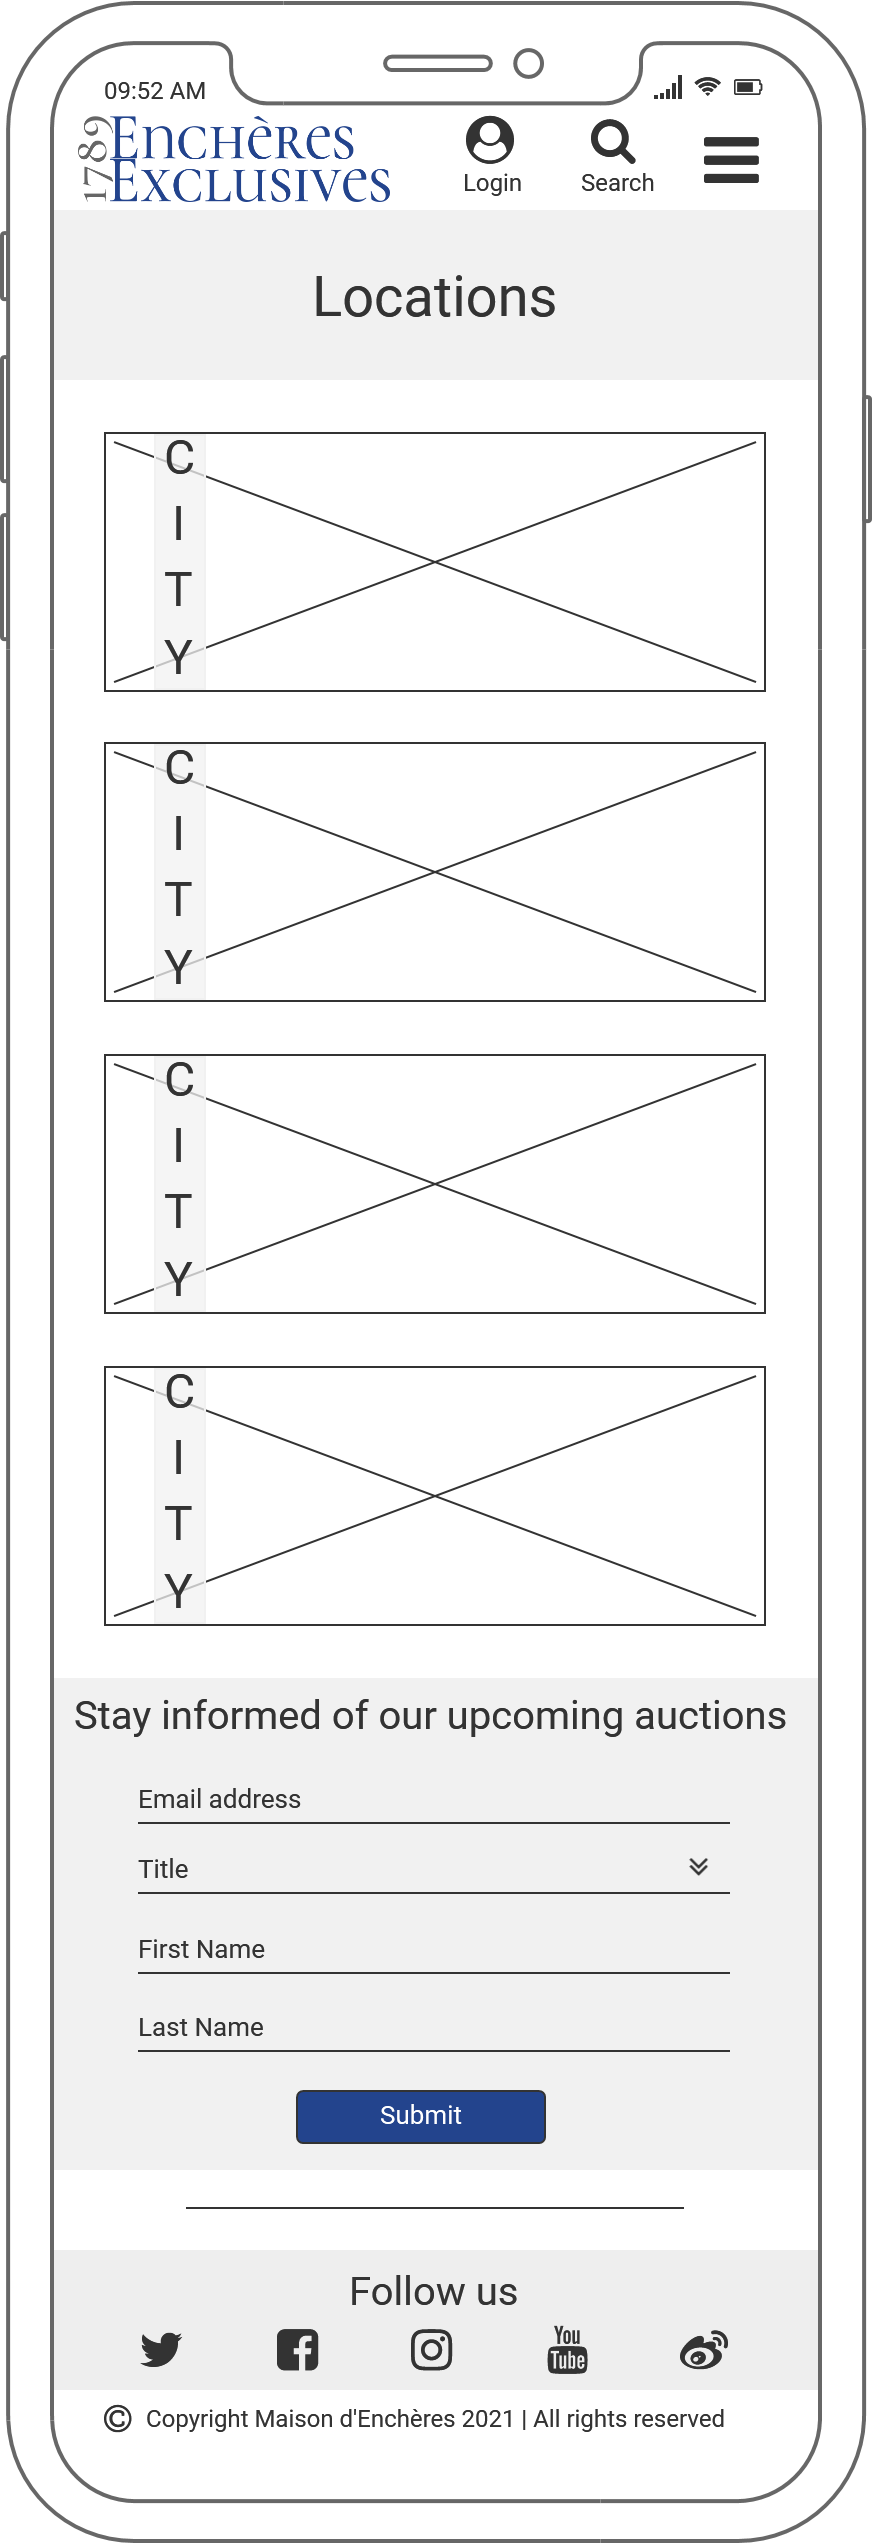 09:52 AM
1789
Enchères
Exclusives
Login
Search
Locations
C
I
T
Y
C
I
T
Y
C
I
T
Y
C
I
T
Y
Stay informed of our upcoming auctions
Email address
Title
First Name
Last Name
Submit
Follow us
You
Tube
© Copyright Maison d'Enchères 2021 | All rights reserved